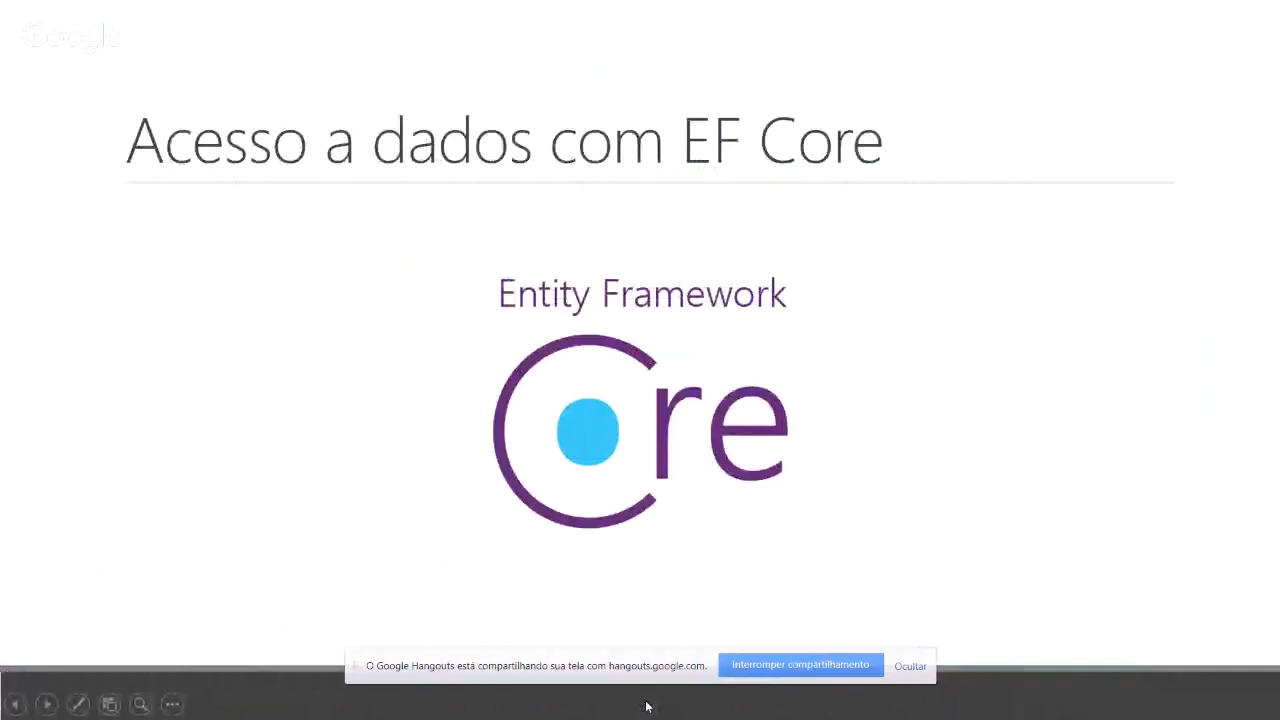 Google
Acesso a dados com EF Core
Entity Framework
Core
O Google Hangouts está compartilhando sua tela com hangouts.google.com.
Interromper compartilhamento
Ocultar